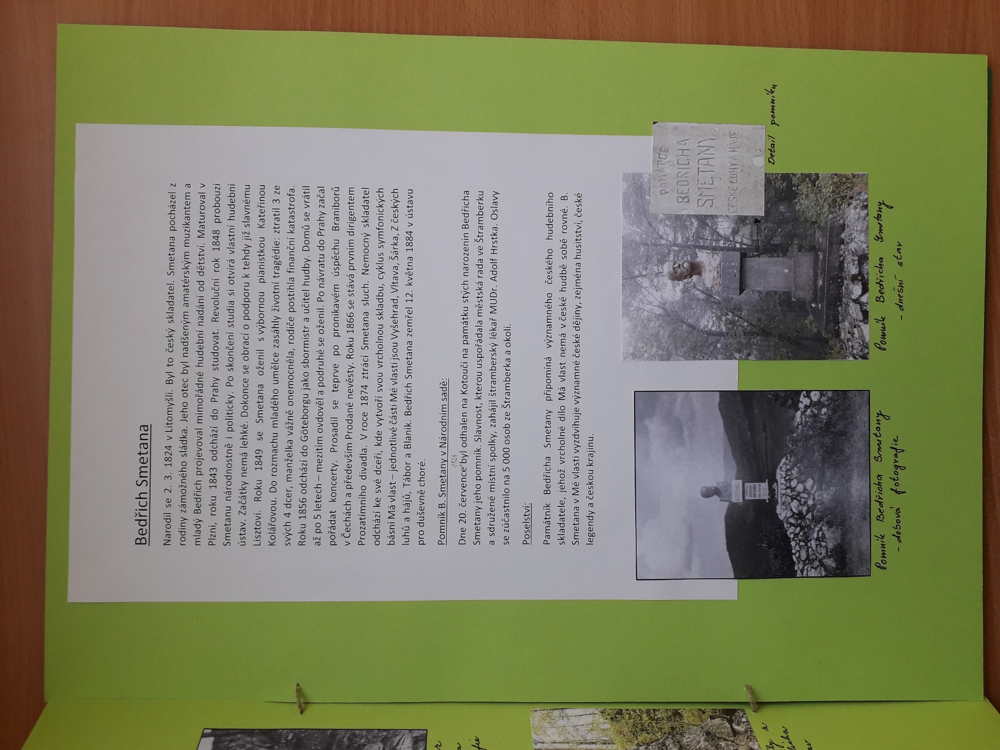 Bedřich Smetana
Narodil se 2. 3. 1824 v Litomyšli. Byl to český skladatel. Smetana pocházel z
rodiny zámožného sládka. Jeho otec byl nadšeným amatérským muzikantem a
mladý Bedřich projevoval mimořádné hudební nadání od dětství. Maturoval v
Plzni, roku 1843 odchází do Prahy studovat. Revoluční rok 1848 probouzí
Smetanu národnostně i politicky. Po skončení studia si otvírá vlastní hudební
ústav. Začátky nemá lehké. Dokonce se obrací o podporu k tehdy již slavnému
Lisztovi. Roku 1849 se Smetana oženil s výbornou pianistkou Kateřinou
Kolářovou. Do rozmachu mladého umělce zasáhly životní tragédie: ztratil 3 ze
svých 4 dcer, manželka vážně onemocněla, rodiče postihla finanční katastrofa.
Roku 1856 odchází do Göteborgu jako sbormistr a učitel hudby. Domů se vrátil
až po 5 letech – mezitím ovdověl a podruhé se oženil. Po návratu do Prahy začal
pořádat koncerty. Prosadil se teprve po pronikavém úspěchu Braniborů
v Čechách a především Prodané nevěsty. Roku 1866 se stává prvním dirigentem
Prozatímního divadla. V roce 1874 ztrácí Smetana sluch. Nemocný skladatel
odchází ke své dceři, kde vytvoří svou vrcholnou skladbu, cyklus symfonických
básní Má vlast – jednotlivé části Mé vlasti jsou Vyšehrad, Vltava, Šárka, Z českých
luhů a hájů, Tábor a Blaník. Bedřich Smetana zemřel 12. května 1884 v ústavu
pro duševně choré.
Pomník B. Smetany v Národním sadě:
1924
Dne 20. července byl odhalen na Kotouči na památku stých narozenin Bedřicha
Smetany jeho pomník. Slavnost, kterou uspořádala městská rada ve Štramberku
a sdružené místní spolky, zahájil štramberský lékař MUDr. Adolf Hrstka. Oslavy
se zúčastnilo na 5 000 osob ze Štramberka a okolí.
Poselství:
Památník Bedřicha Smetany připomíná významného českého hudebního
skladatele, jehož vrcholné dílo Má vlast nemá v české hudbě sobě rovné. B.
Smetana v Mé vlasti vyzdvihuje významné české dějiny, zejména husitství, české
legendy a českou krajinu.
PAMÁTCE
BEDŘICHA
SMETANY.
ČESKÉ LUHY A HÁJE
Detail pomníku
Pomník Bedřicha Smetany
- dobová fotografie
Pomník Bedřicha Smetany
- dnešní stav